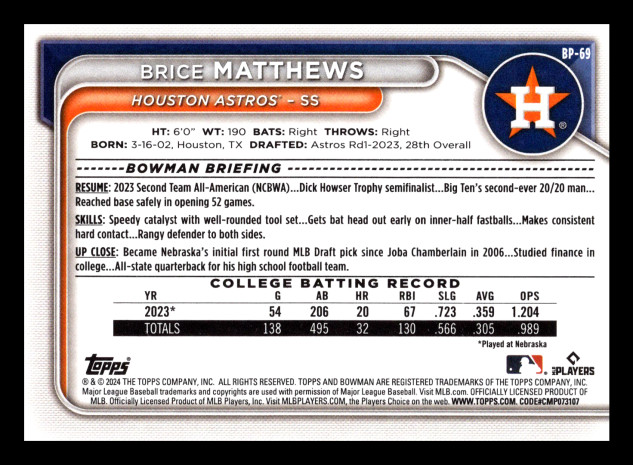 BP-69
BRICE MATTHEWS
HOUSTON ASTROS® – SS
H
®
HT: 6'0" WT: 190 BATS: Right THROWS: Right
BORN: 3-16-02, Houston, TX DRAFTED: Astros Rd1-2023, 28th Overall
BOWMAN BRIEFING
RESUME: 2023 Second Team All-American (NCBWA)...Dick Howser Trophy semifinalist...Big Ten's second-ever 20/20 man...
Reached base safely in opening 52 games.
SKILLS: Speedy catalyst with well-rounded tool set...Gets bat head out early on inner-half fastballs...Makes consistent
hard contact...Rangy defender to both sides.
UP CLOSE: Became Nebraska's initial first round MLB Draft pick since Joba Chamberlain in 2006...Studied finance in
college...All-state quarterback for his high school football team.
COLLEGE BATTING RECORD
YR G AB HR RBI SLG AVG OPS
2023* 54 206 20 67 .723 .359 1.204
TOTALS 138 495 32 130 .566 .305 .989
*Played at Nebraska
Topps® MLB PLAYERS
® & © 2024 THE TOPPS COMPANY, INC. ALL RIGHTS RESERVED. TOPPS AND BOWMAN ARE REGISTERED TRADEMARKS OF THE TOPPS COMPANY, INC.
Major League Baseball trademarks and copyrights are used with permission of Major League Baseball. Visit MLB.com. OFFICIALLY LICENSED PRODUCT OF
MLB. Officially Licensed Product of MLB Players, Inc. Visit MLBPLAYERS.COM, the Players Choice on the web. WWW.TOPPS.COM. CODE#CMP073107